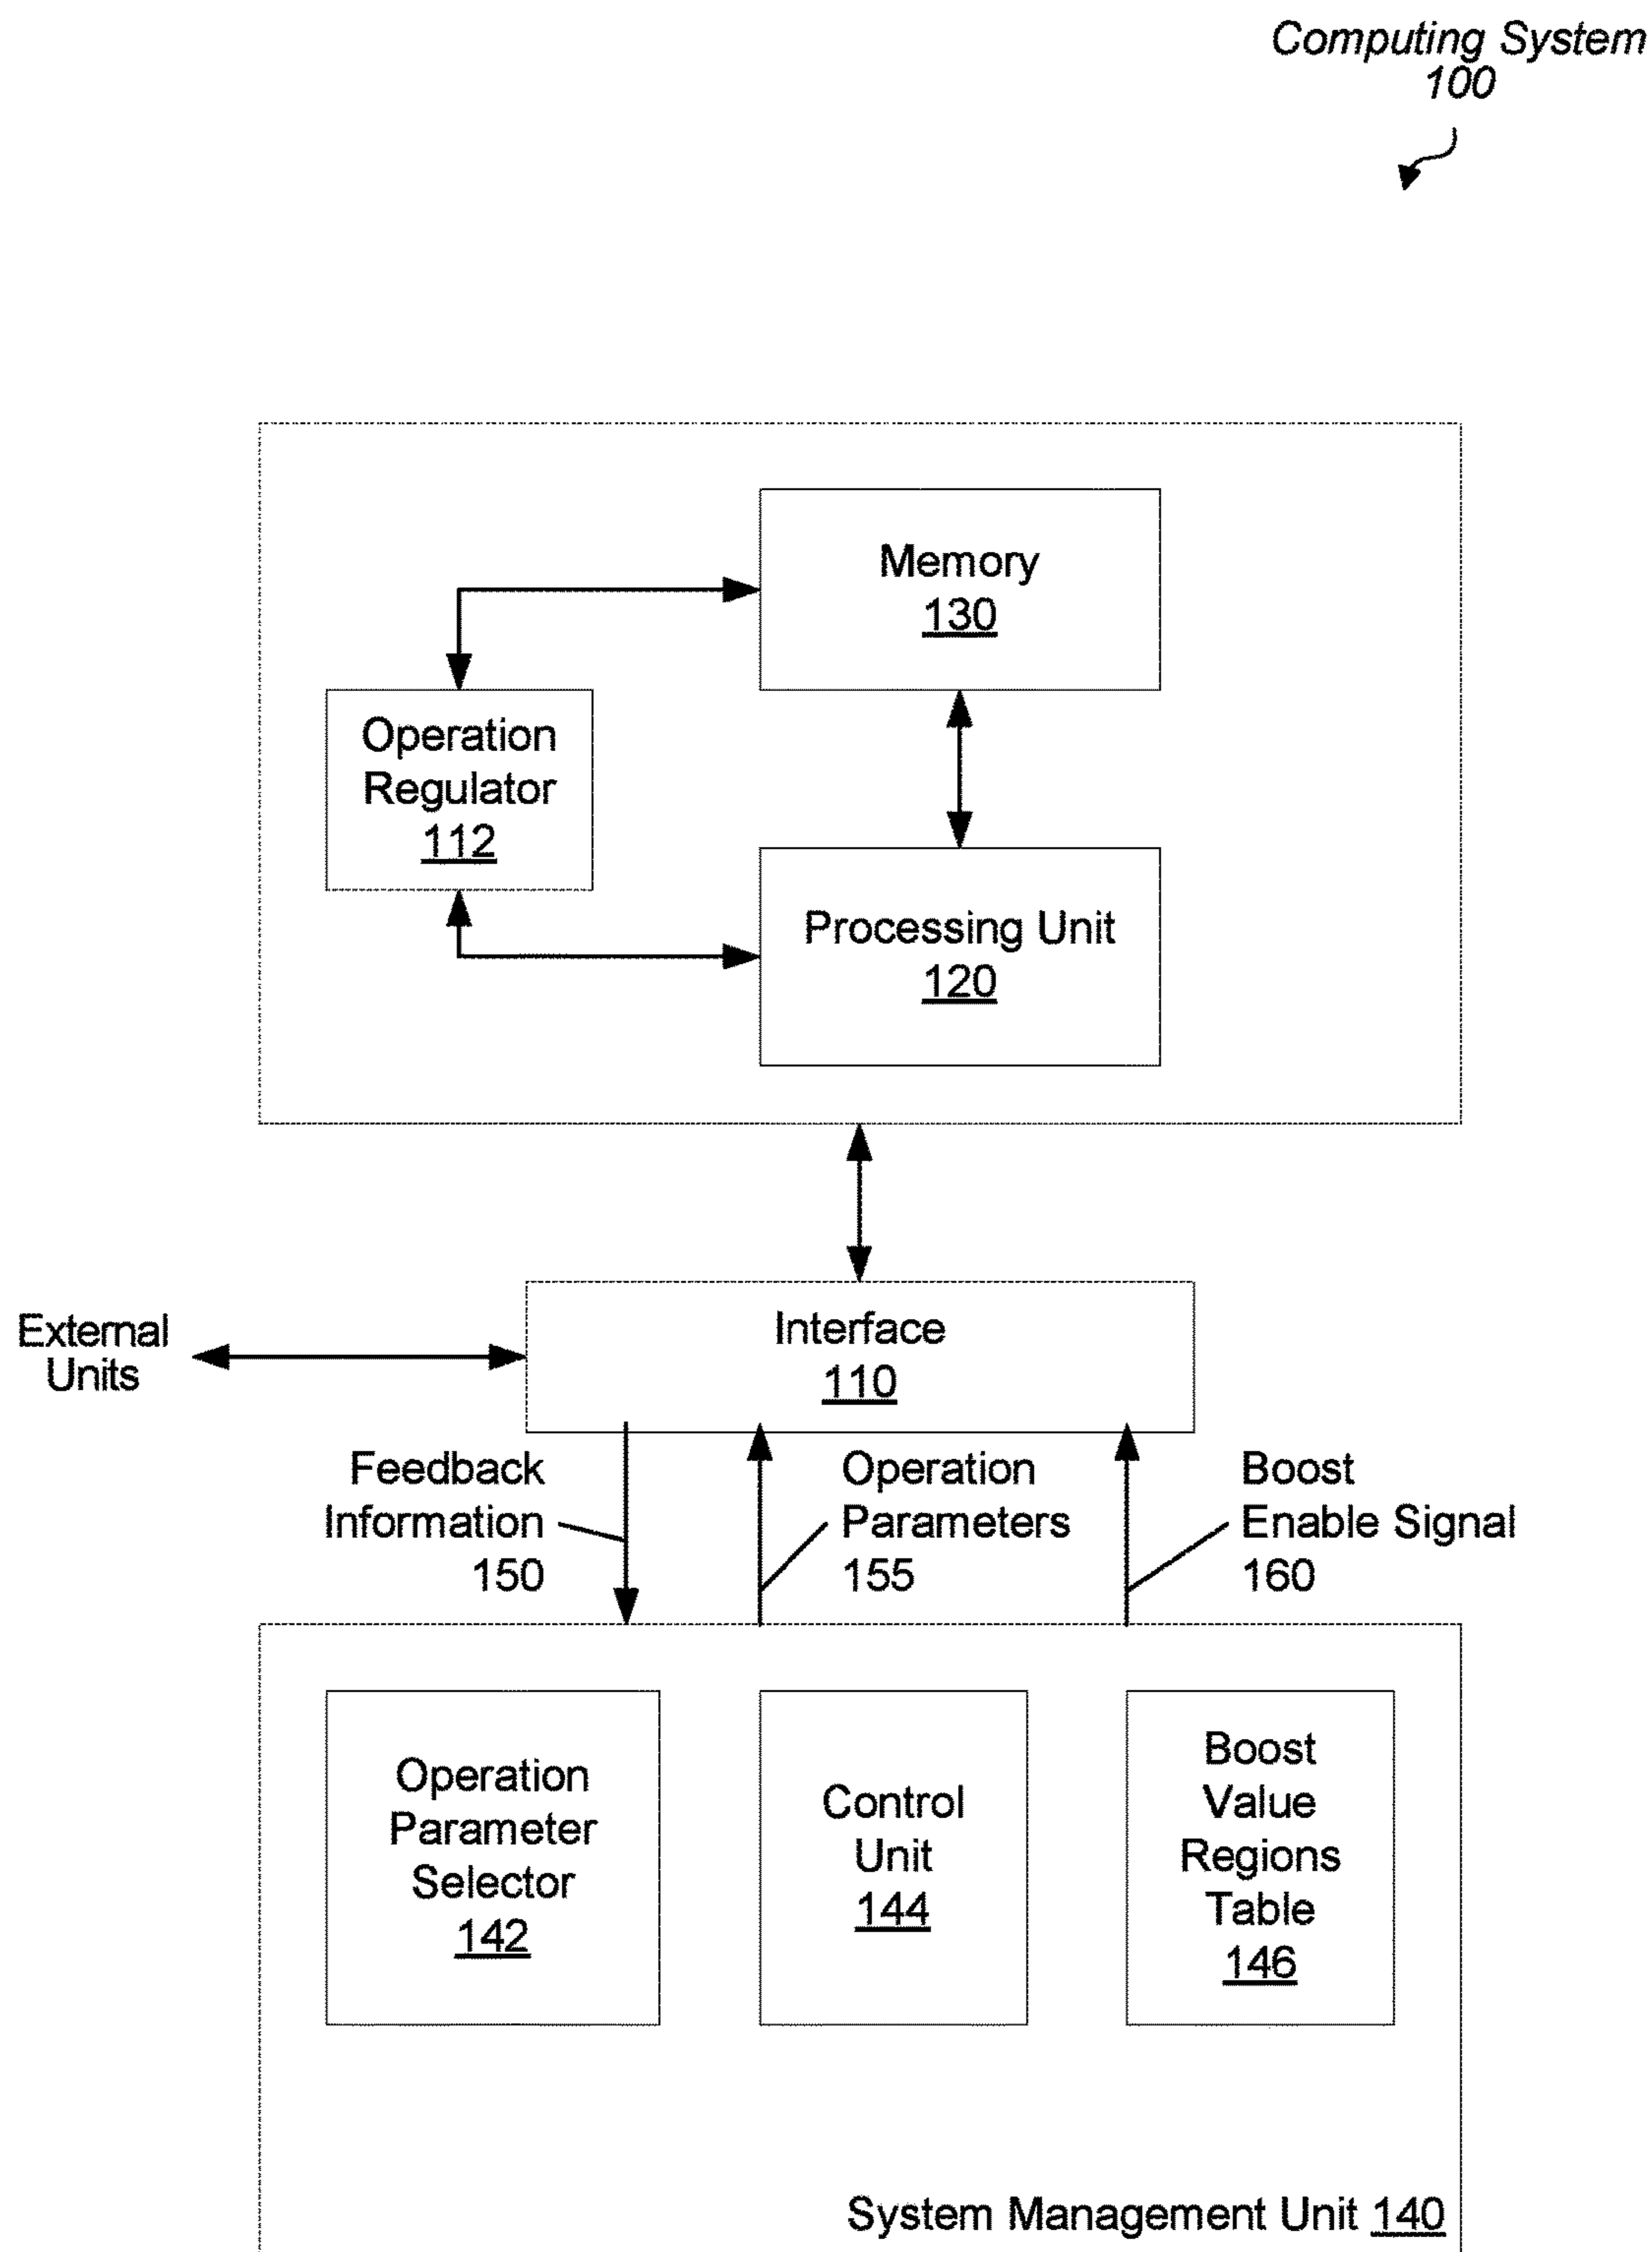 Computing System
100
Memory
130
Operation
Regulator
112
Processing Unit
120
External
Units
Interface
110
Feedback
Information
150
Operation
Parameters
155
Boost
Enable Signal
160
Operation
Parameter
Selector
142
Control
Unit
144
Boost
Value
Regions
Table
146
System Management Unit 140